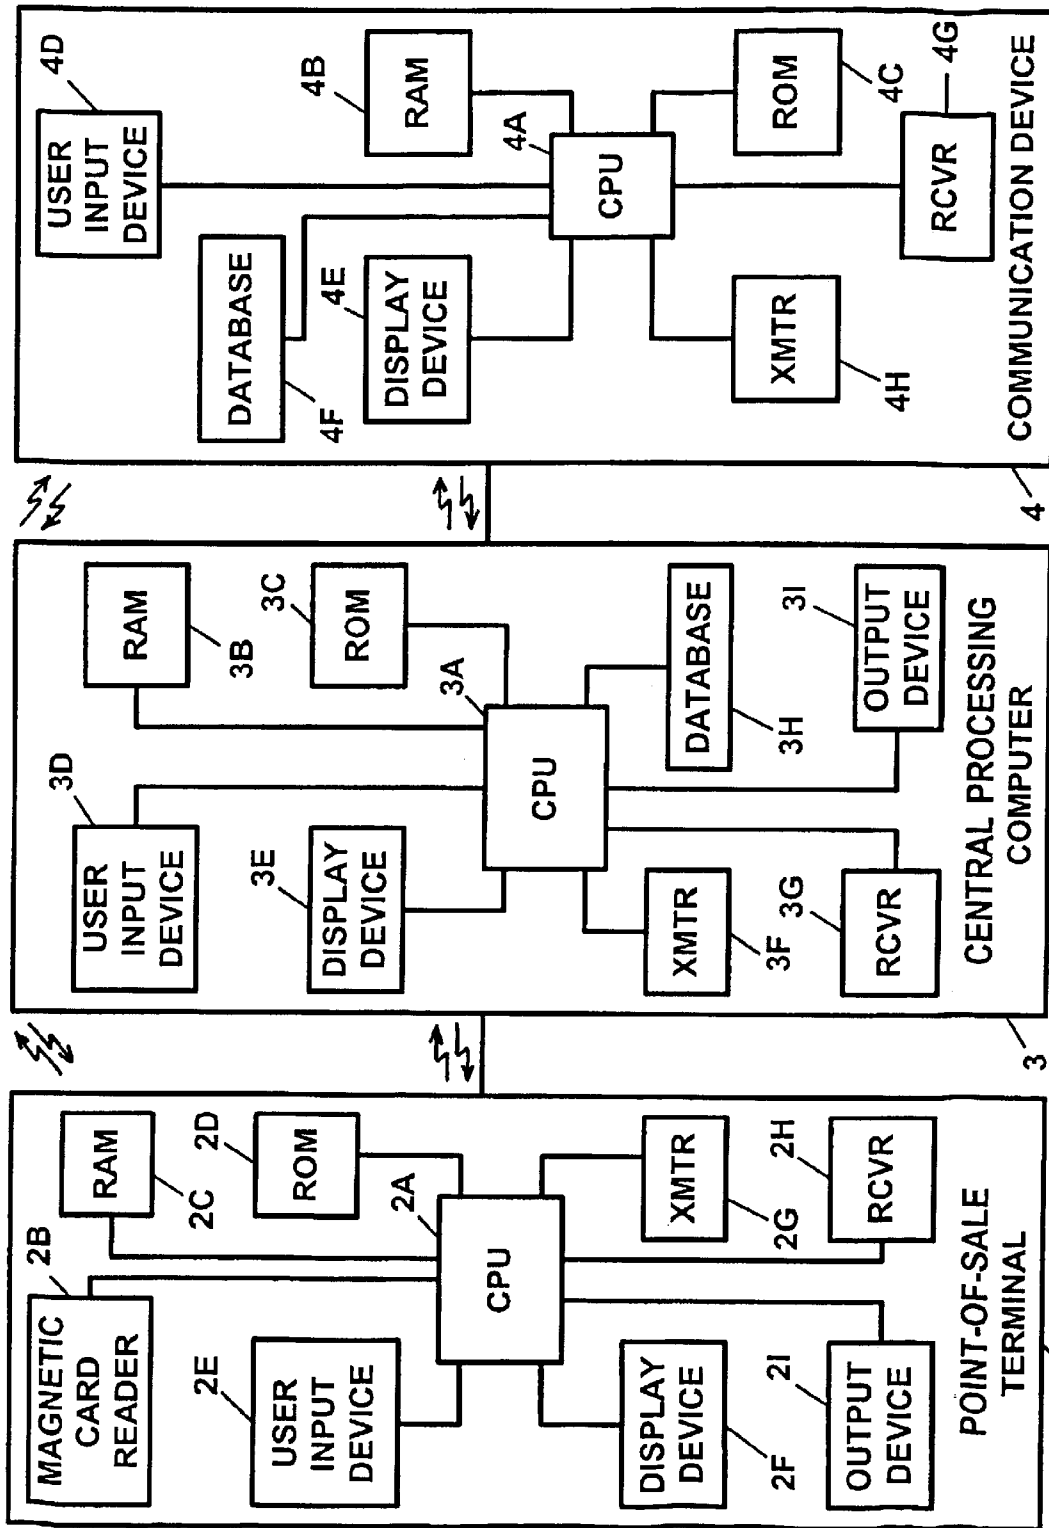 MAGNETIC
CARD
READER
2B
RAM
2C
ROM
2D
2A
CPU
USER
INPUT
DEVICE
2E
DISPLAY
DEVICE
2F
XMTR
2G
RCVR
2H
OUTPUT
DEVICE
2I
POINT-OF-SALE
TERMINAL
USER
INPUT
DEVICE
3D
RAM
3B
ROM
3C
3A
CPU
DISPLAY
DEVICE
3E
XMTR
3F
RCVR
3G
DATABASE
3H
OUTPUT
DEVICE
3I
CENTRAL PROCESSING
COMPUTER
3
USER
INPUT
DEVICE
4D
DATABASE
4F
RAM
4B
4A
CPU
DISPLAY
DEVICE
4E
ROM
4C
XMTR
4H
RCVR
4G
COMMUNICATION DEVICE
4